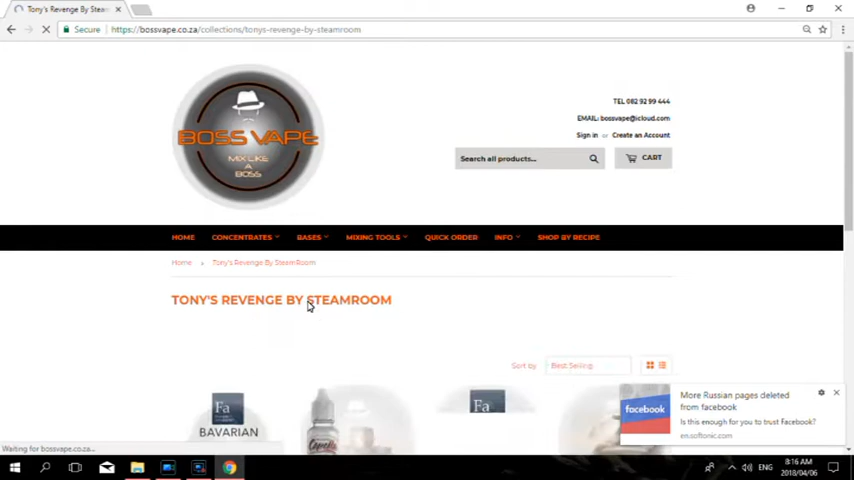 Tony's Revenge By Steam
Secure
https://bossvape.co.za/collections/tonys-revenge-by-steamroom
BOSS VAPE
MIX LIKE
A
BOSS
TEL 082 92 99 444
EMAIL: bossvape@icloud.com
Sign in or Create an Account
Search all products...
CART
HOME CONCENTRATES BASES MIXING TOOLS QUICK ORDER INFO SHOP BY RECIPE
Home › Tony's Revenge By SteamRoom
TONY'S REVENGE BY STEAMROOM
Sort by Best Selling
Fa
BAVARIAN
Capella
Fa
More Russian pages deleted
from facebook
Is this enough for you to trust Facebook?
en.softonic.com
facebook
Waiting for bossvape.co.za...
ENG
8:16 AM
2018/04/06